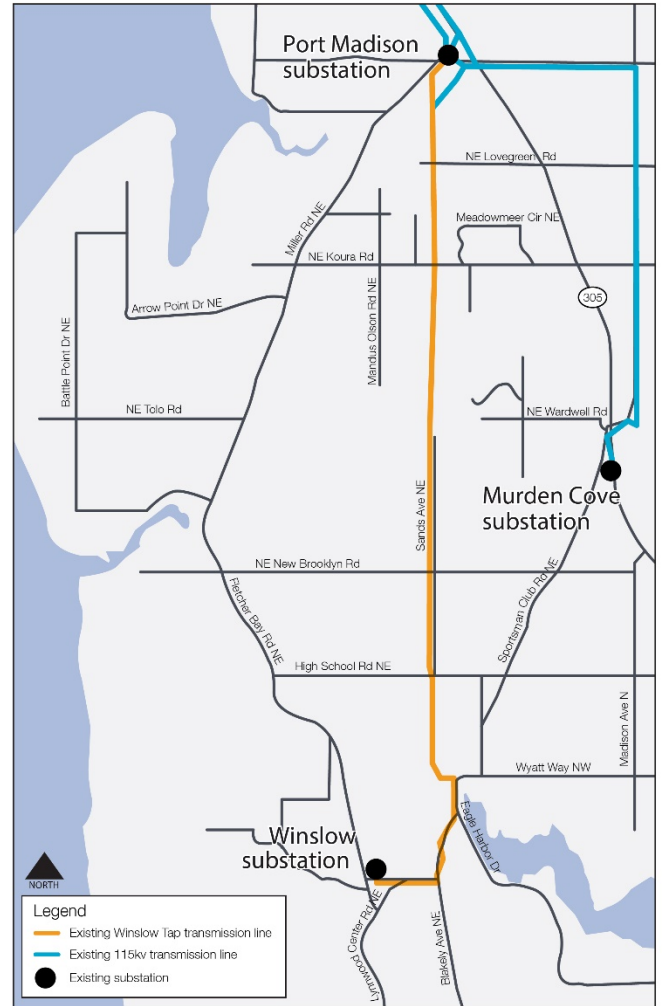 Port Madison
substation
NE Lovegreen Rd
Meadowmeer Cir NE
Miller Rd NE
NE Koura Rd
305
Arrow Point Dr NE
Mandus Olson Rd NE
Battle Point Dr NE
NE Tolo Rd
NE Wardwell Rd
Murden Cove
substation
Sands Ave NE
NE New Brooklyn Rd
Fletcher Bay Rd NE
Sportsman Club Rd NE
High School Rd NE
Madison Ave N
Wyatt Way NW
Eagle Harbor Dr
Winslow
substation
Lynnwood Center Rd NE
Blakely Ave NE
NORTH
Legend
Existing Winslow Tap transmission line
Existing 115kv transmission line
Existing substation